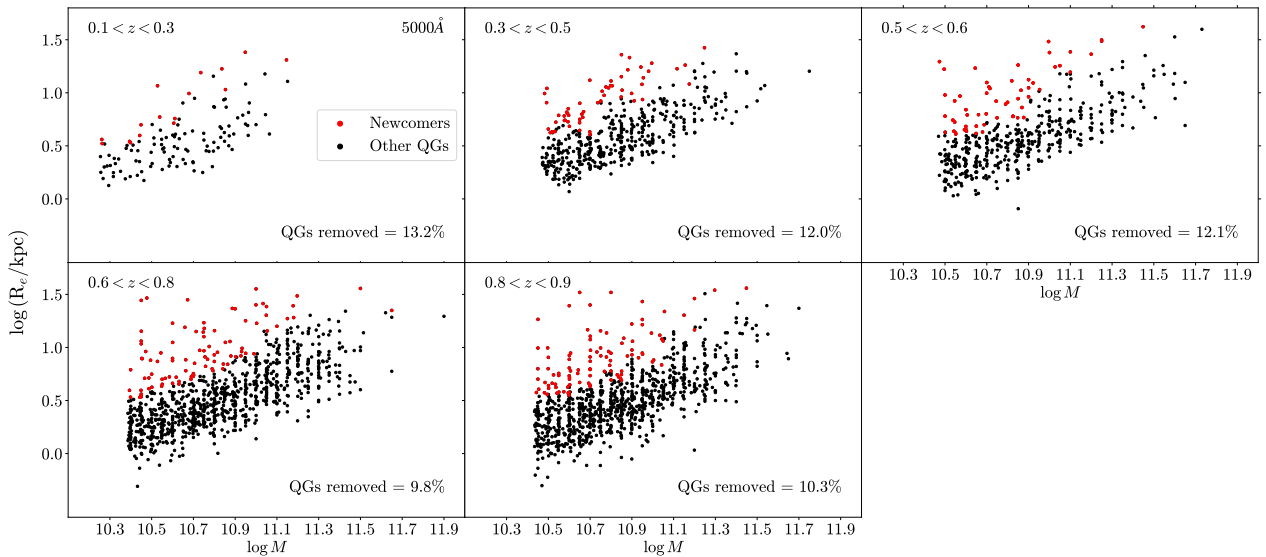 0.1 < z < 0.3
5000Å
0.3 < z < 0.5
0.5 < z < 0.6
1.5
1.0
0.5
0.0
Newcomers
Other QGs
QGs removed = 13.2%
QGs removed = 12.0%
QGs removed = 12.1%
10.3 10.5 10.7 10.9 11.1 11.3 11.5 11.7 11.9
log M
log (Rₑ/kpc)
0.6 < z < 0.8
0.8 < z < 0.9
1.5
1.0
0.5
0.0
QGs removed = 9.8%
QGs removed = 10.3%
10.3 10.5 10.7 10.9 11.1 11.3 11.5 11.7 11.9
10.3 10.5 10.7 10.9 11.1 11.3 11.5 11.7 11.9
log M
log M